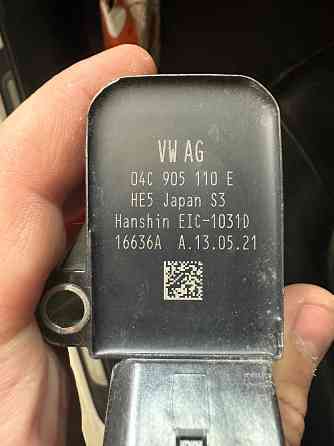 VW AG
04C 905 110 E
HE5 Japan S3
Hanshin EIC-1031D
16636A A.13.05.21